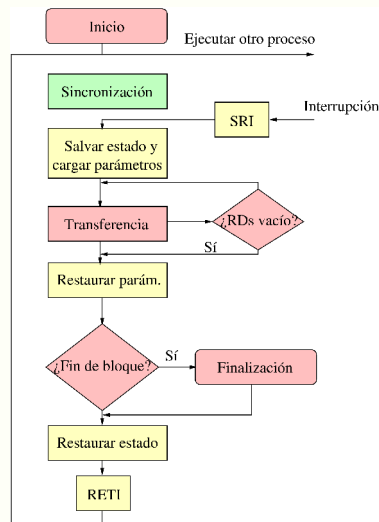 Inicio
Ejecutar otro proceso
Sincronización
Interrupción
SRI
Salvar estado y
cargar parámetros
¿RDs vacío?
Transferencia
Sí
Restaurar parám.
¿Fin de bloque?
Sí
Finalización
Restaurar estado
RETI